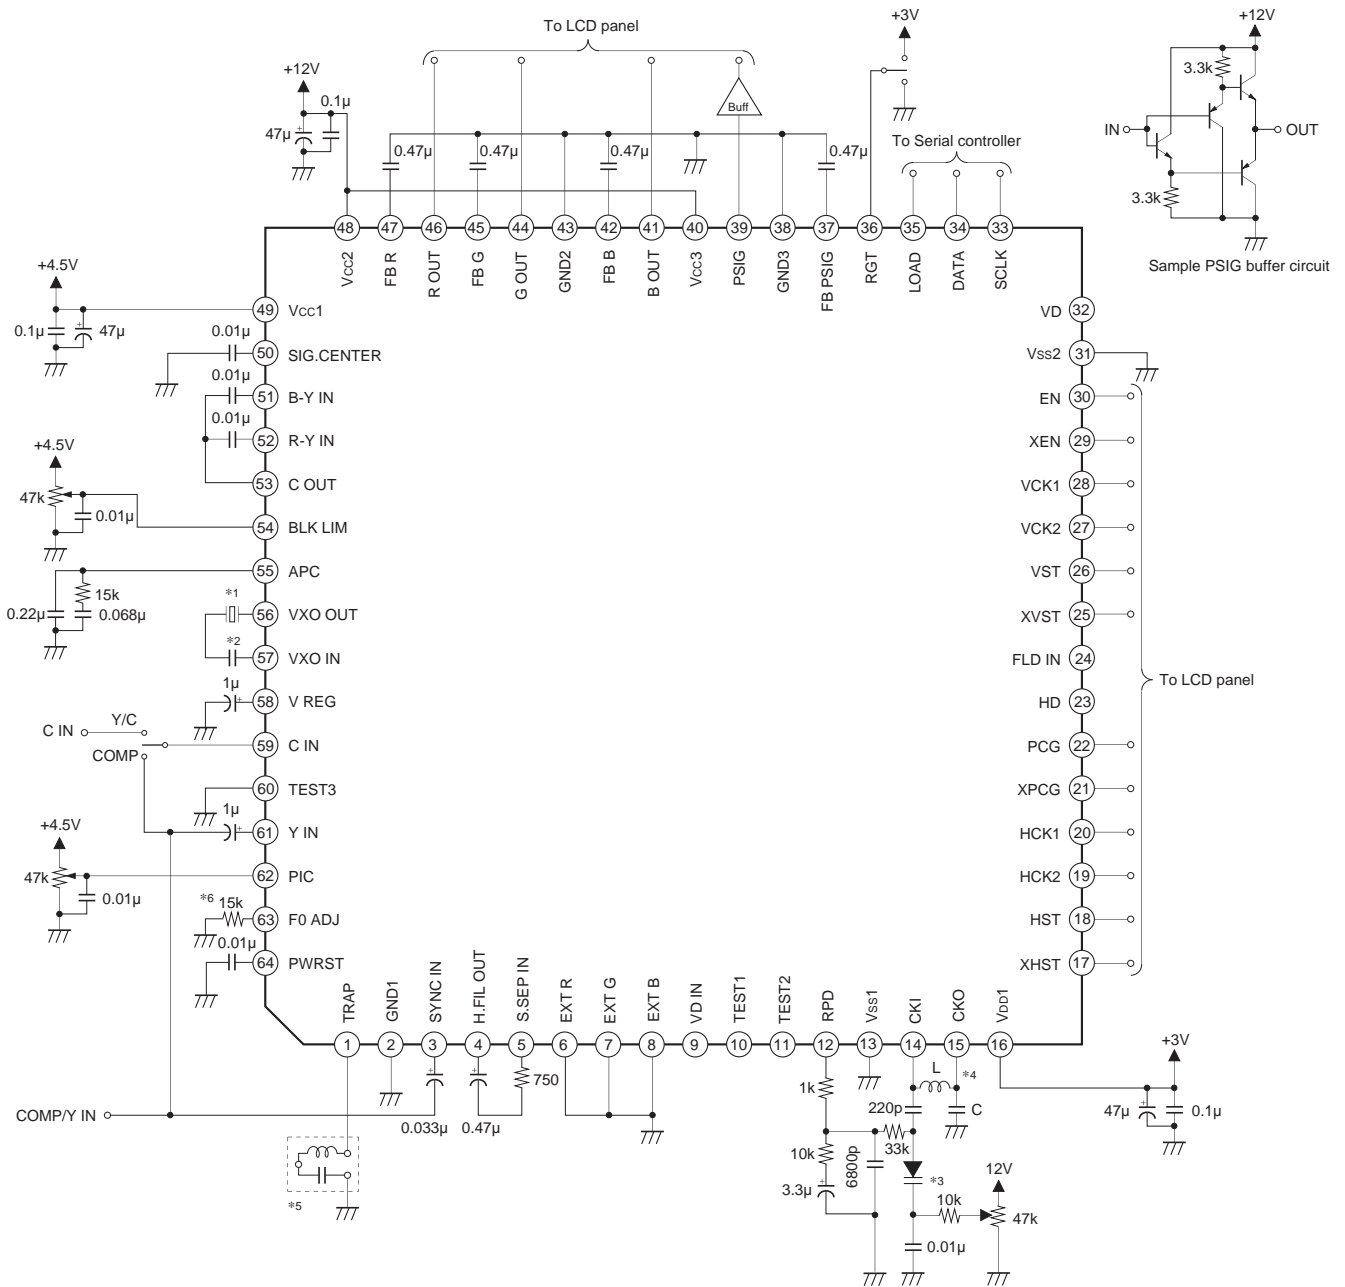 To LCD panel
+3V
+12V
3.3k
IN
OUT
3.3k
Sample PSIG buffer circuit
+12V
0.1µ
47µ
Buff
0.47µ
0.47µ
0.47µ
0.47µ
To Serial controller
48 47 46 45 44 43 42 41 40 39 38 37 36 35 34 33
Vcc2
FB R
R OUT
FB G
G OUT
GND2
FB B
B OUT
Vcc3
PSIG
GND3
FB PSIG
RGT
LOAD
DATA
SCLK
+4.5V
0.1µ
47µ
49 Vcc1
0.01µ
50 SIG.CENTER
0.01µ
51 B-Y IN
0.01µ
52 R-Y IN
53 C OUT
+4.5V
47k
0.01µ
54 BLK LIM
55 APC
15k
0.22µ
0.068µ
*1
56 VXO OUT
*2
57 VXO IN
1µ
58 V REG
C IN
Y/C
COMP
59 C IN
60 TEST3
1µ
61 Y IN
+4.5V
47k
0.01µ
62 PIC
*6 15k
63 F0 ADJ
0.01µ
64 PWRST
VD 32
Vss2 31
EN 30
XEN 29
VCK1 28
VCK2 27
VST 26
XVST 25
FLD IN 24
HD 23
PCG 22
XPCG 21
HCK1 20
HCK2 19
HST 18
XHST 17
To LCD panel
TRAP
GND1
SYNC IN
H.FIL OUT
S.SEP IN
EXT R
EXT G
EXT B
VD IN
TEST1
TEST2
RPD
Vss1
CKI
CKO
VDD1
1 2 3 4 5 6 7 8 9 10 11 12 13 14 15 16
COMP/Y IN
*5
0.033µ
0.47µ
750
1k
10k
3.3µ
6800p
220p
33k
L
*4
C
*3
10k
0.01µ
12V
47k
+3V
47µ
0.1µ